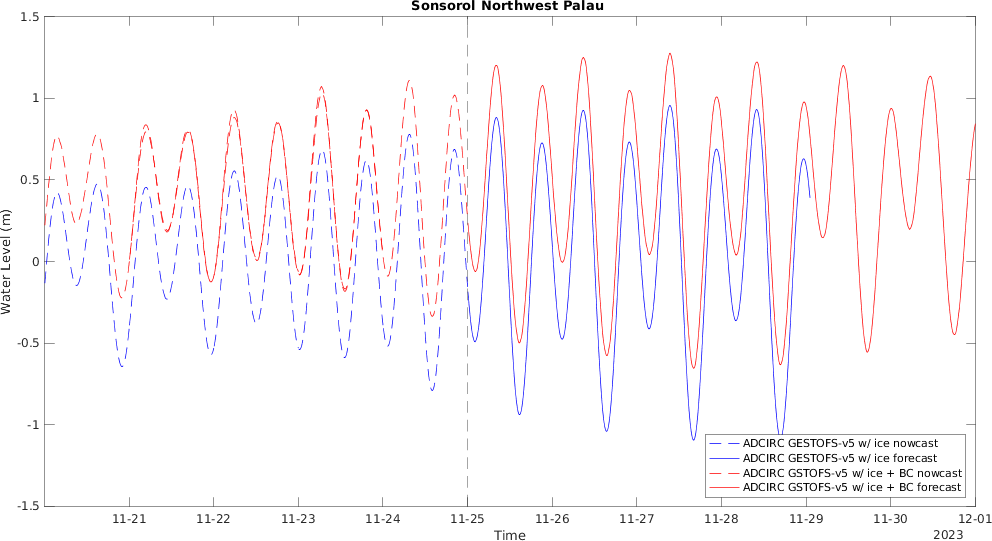 Sonsorol Northwest Palau
1.5
1
0.5
0
-0.5
-1
-1.5
Water Level (m)
ADCIRC GESTOFS-v5 w/ ice nowcast
ADCIRC GESTOFS-v5 w/ ice forecast
ADCIRC GSTOFS-v5 w/ ice + BC nowcast
ADCIRC GSTOFS-v5 w/ ice + BC forecast
11-21 11-22 11-23 11-24 11-25 11-26 11-27 11-28 11-29 11-30 12-01
Time
2023